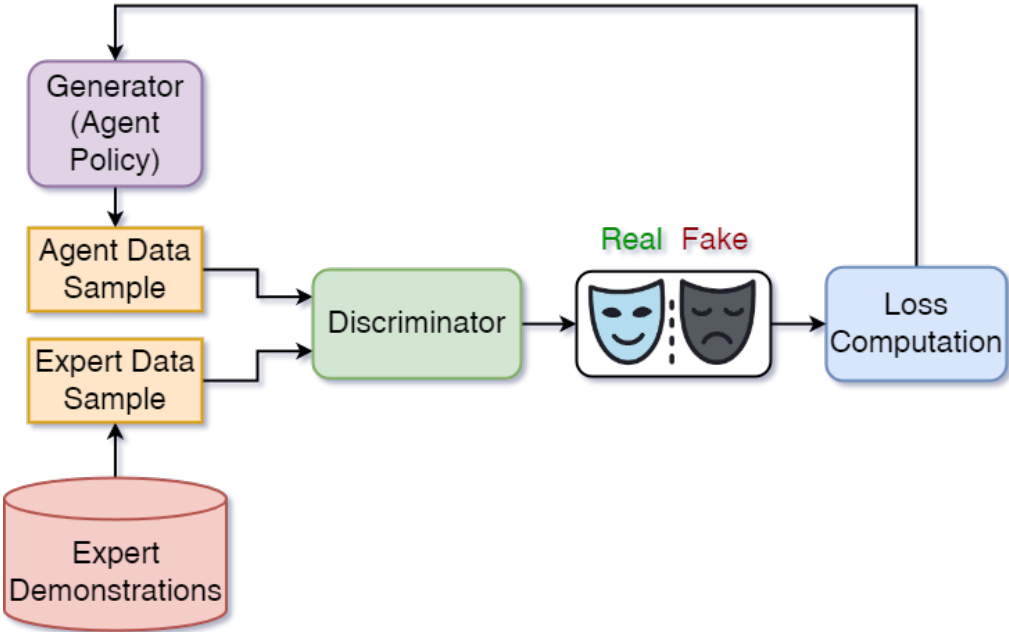 Generator
(Agent
Policy)
Agent Data
Sample
Expert Data
Sample
Expert
Demonstrations
Discriminator
Real Fake
Loss
Computation